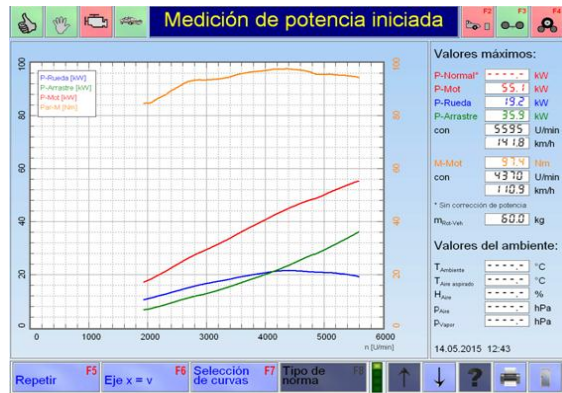 Medición de potencia iniciada
F2
F3
F4
P-Rueda [kW]
P-Arrastre [kW]
P-Mot [kW]
Par-M [Nm]
100
80
60
40
20
0
100
80
60
40
20
0
0 1000 2000 3000 4000 5000 6000
n [U/min]
Valores máximos:
P-Normal* --.-- kW
P-Mot 55.1 kW
P-Rueda 19.2 kW
P-Arrastre 35.9 kW
con 5595 U/min
141.8 km/h
M-Mot 97.4 Nm
con 4370 U/min
110.9 km/h
* Sin corrección de potencia
mRot-Veh 60.0 kg
Valores del ambiente:
TAmbiente ----.- °C
TAire aspirado ----.- °C
HAire ----.- %
PAire ----.- hPa
PVapor ----.- hPa
14.05.2015 12:43
Repetir F5
Eje x = v F6
Selección de curvas F7
Tipo de norma F8
?